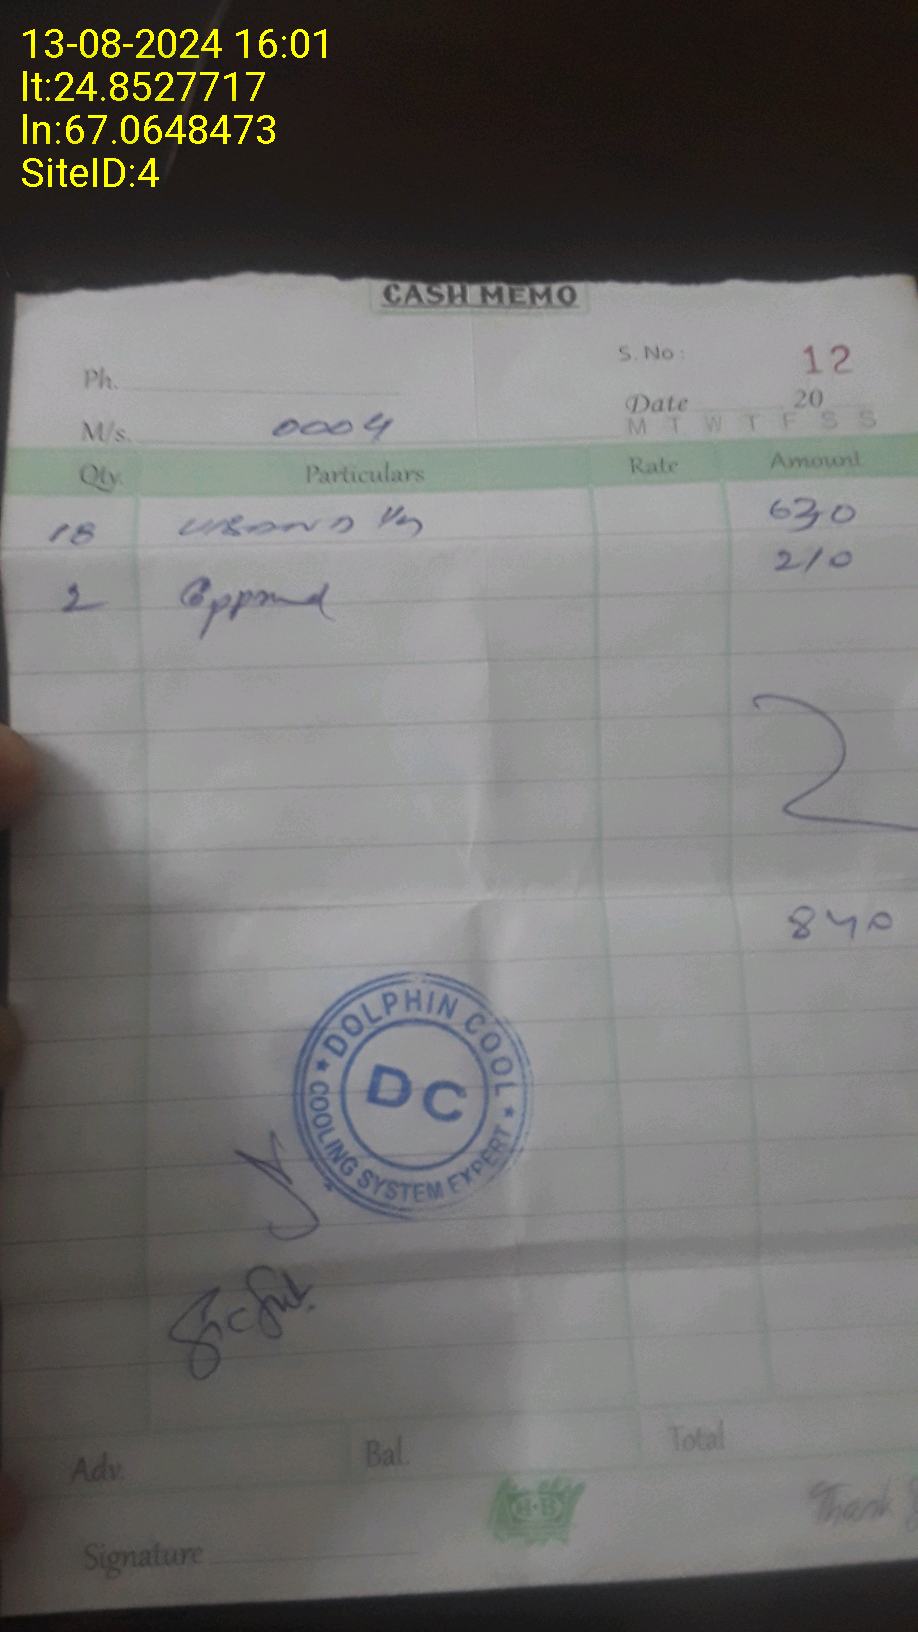 13-08-2024 16:01
lt:24.8527717
ln:67.0648473
SiteID:4
CASH MEMO
Ph.
S. No: 12
Date 20
M/s. 0004
M T W T F S S
Qty. Particulars Rate Amount
18 630
210
2
840
DOLPHIN COOL
DC
COOLING SYSTEM EXPERT
Adv. Bal. Total
H·B
Thank
Signature